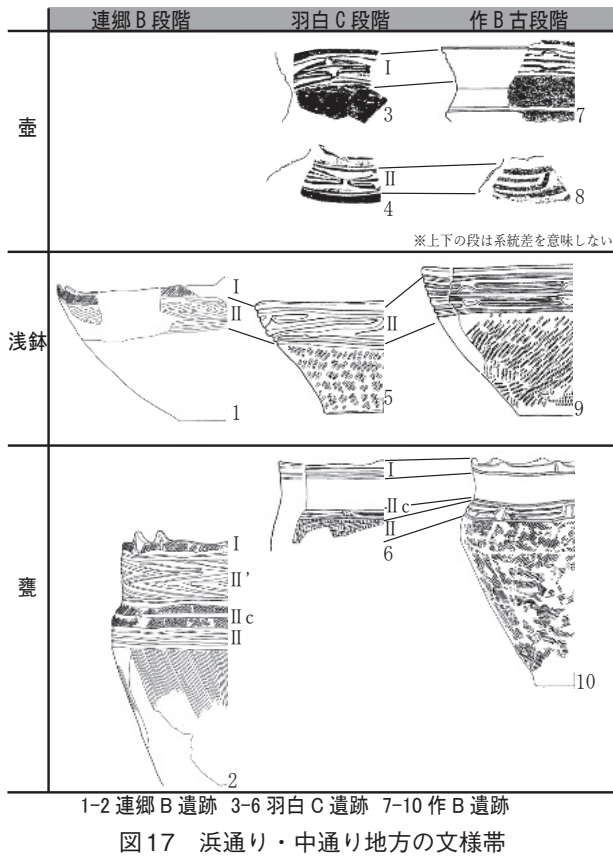 連郷B段階 羽白C段階 作B古段階
壺
I
3
7
II
4
8
※上下の段は系統差を意味しない
浅鉢
I
II
1
II
5
9
甕
I
II'
IIc
II
2
I
IIc
II
6
10
1-2 連郷B遺跡 3-6 羽白C遺跡 7-10 作B遺跡
図17 浜通り・中通り地方の文様帯